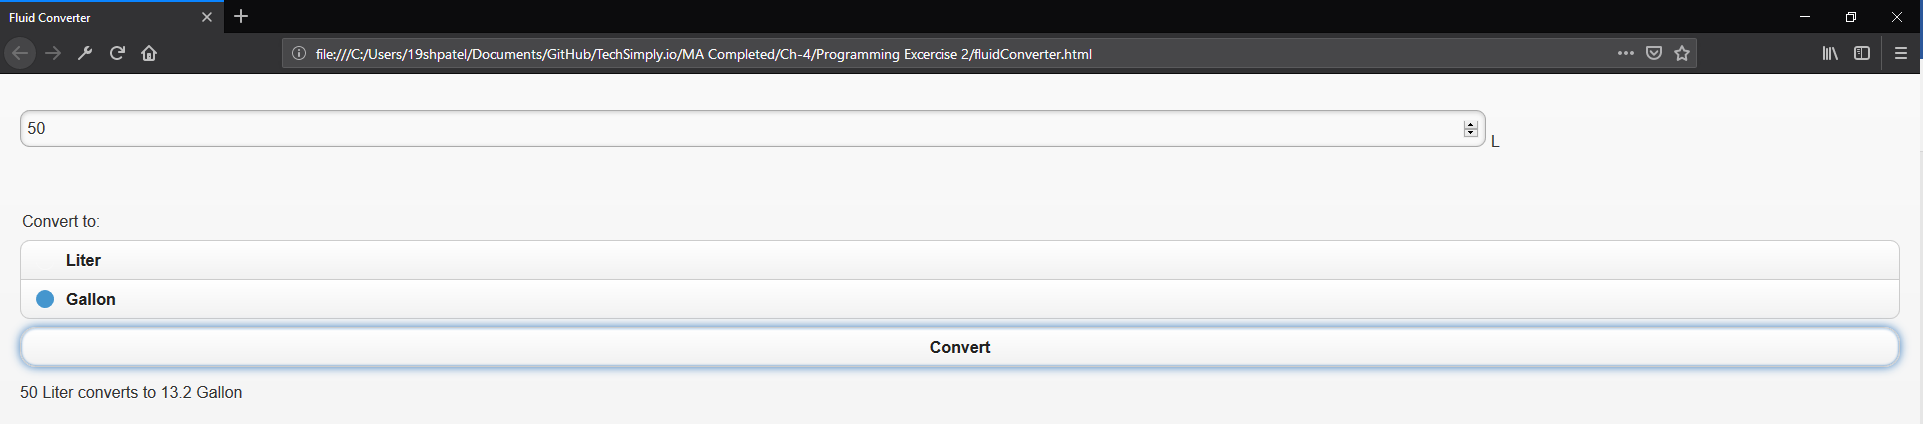 Fluid Converter
file:///C:/Users/19shpatel/Documents/GitHub/TechSimply.io/MA Completed/Ch-4/Programming Excercise 2/fluidConverter.html
50
L
Convert to:
Liter
Gallon
Convert
50 Liter converts to 13.2 Gallon